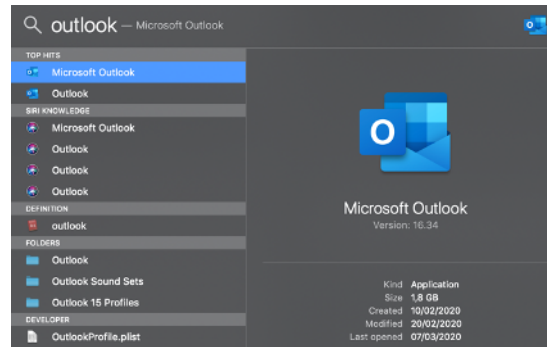 outlook — Microsoft Outlook
TOP HITS
Microsoft Outlook
Outlook
SIRI KNOWLEDGE
Microsoft Outlook
Outlook
Outlook
Outlook
DEFINITION
outlook
FOLDERS
Outlook
Outlook Sound Sets
Outlook 15 Profiles
DEVELOPER
OutlookProfile.plist
Microsoft Outlook
Version: 16.34
Kind Application
Size 1,8 GB
Created 10/02/2020
Modified 20/02/2020
Last opened 07/03/2020